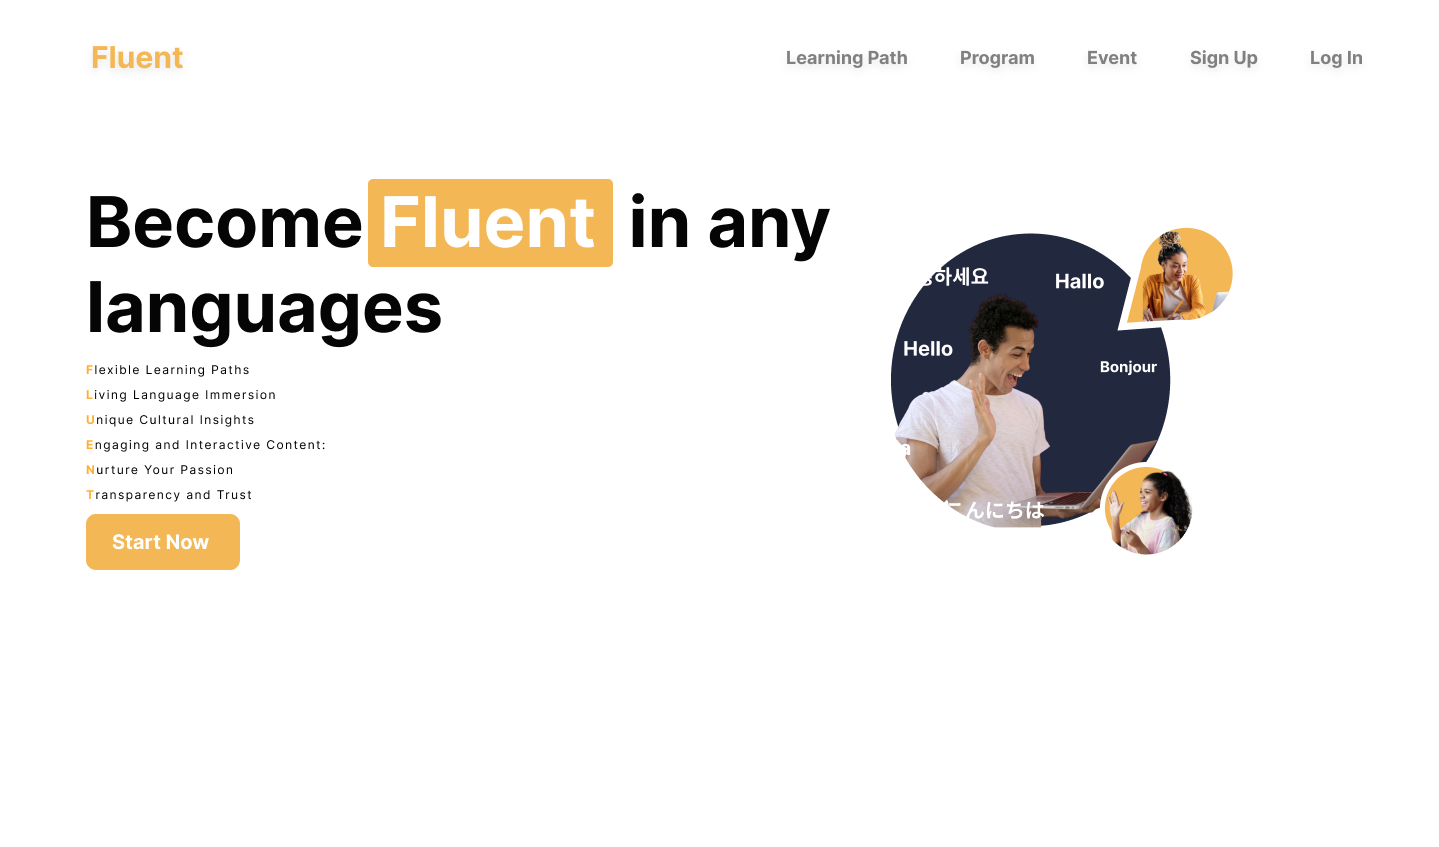 Fluent
Learning Path Program Event Sign Up Log In
Become Fluent in any
languages
Flexible Learning Paths
Living Language Immersion
Unique Cultural Insights
Engaging and Interactive Content:
Nurture Your Passion
Transparency and Trust
Start Now
하세요
Hallo
Hello
Bonjour
a
こんにちは